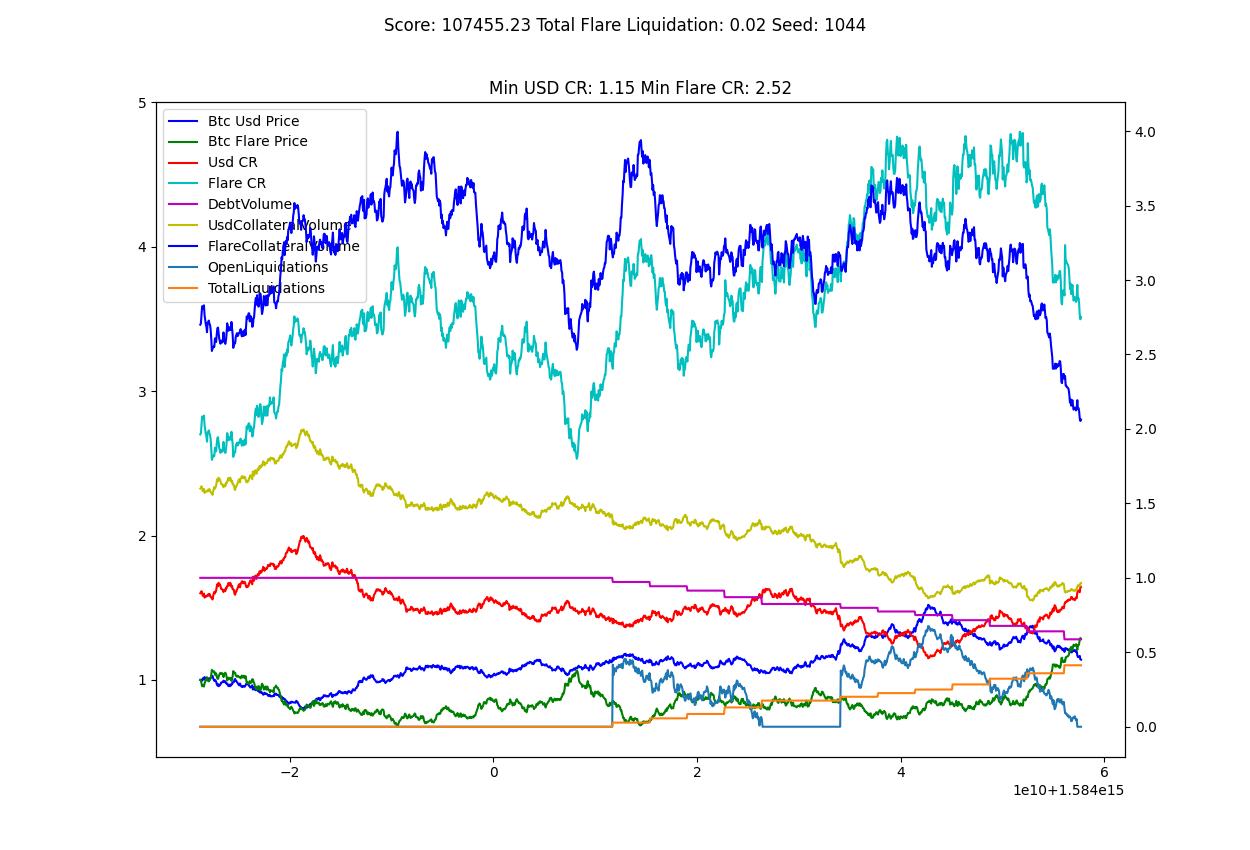 Score: 107455.23 Total Flare Liquidation: 0.02 Seed: 1044
Min USD CR: 1.15 Min Flare CR: 2.52
Btc Usd Price
Btc Flare Price
Usd CR
Flare CR
DebtVolume
UsdCollateralVolume
FlareCollateralVolume
OpenLiquidations
TotalLiquidations
5
4
3
2
1
4.0
3.5
3.0
2.5
2.0
1.5
1.0
0.5
0.0
−2 0 2 4 6
1e10+1.584e15